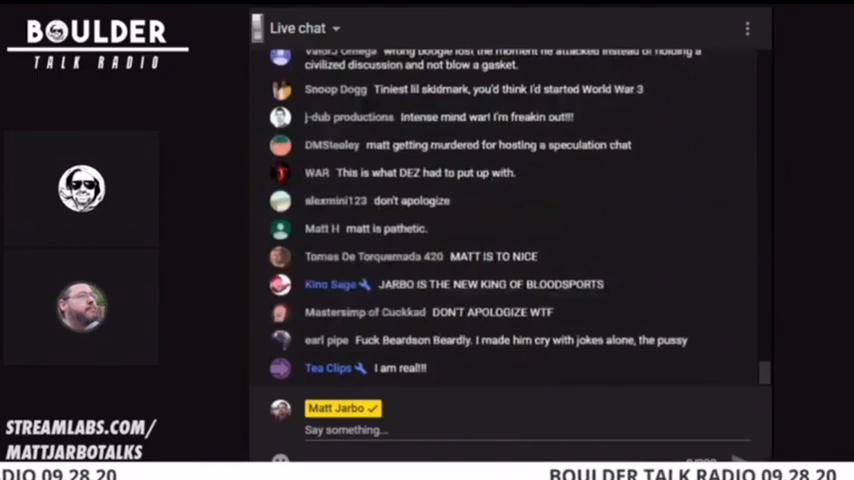 BOULDER
TALK RADIO
Live chat
wrong boogie lost the moment he attacked instead of holding a
civilized discussion and not blow a gasket.
Snoop Dogg Tiniest lil skidmark, you'd think I'd started World War 3
j-dub productions Intense mind war! I'm freakin out!!!
DMSteeley matt getting murdered for hosting a speculation chat
WAR This is what DEZ had to put up with.
alexmini123 don't apologize
Matt H matt is pathetic.
Tomas De Torquemada 420 MATT IS TO NICE
Kino Sage JARBO IS THE NEW KING OF BLOODSPORTS
Mastersimp of Cuckkad DON'T APOLOGIZE WTF
earl pipe Fuck Beardson Beardly. I made him cry with jokes alone, the pussy
Tea Clips I am real!!!
Matt Jarbo
Say something...
STREAMLABS.COM/
MATTJARBOTALKS
DIO 09.28.20
BOULDER TALK RADIO 09.28.20